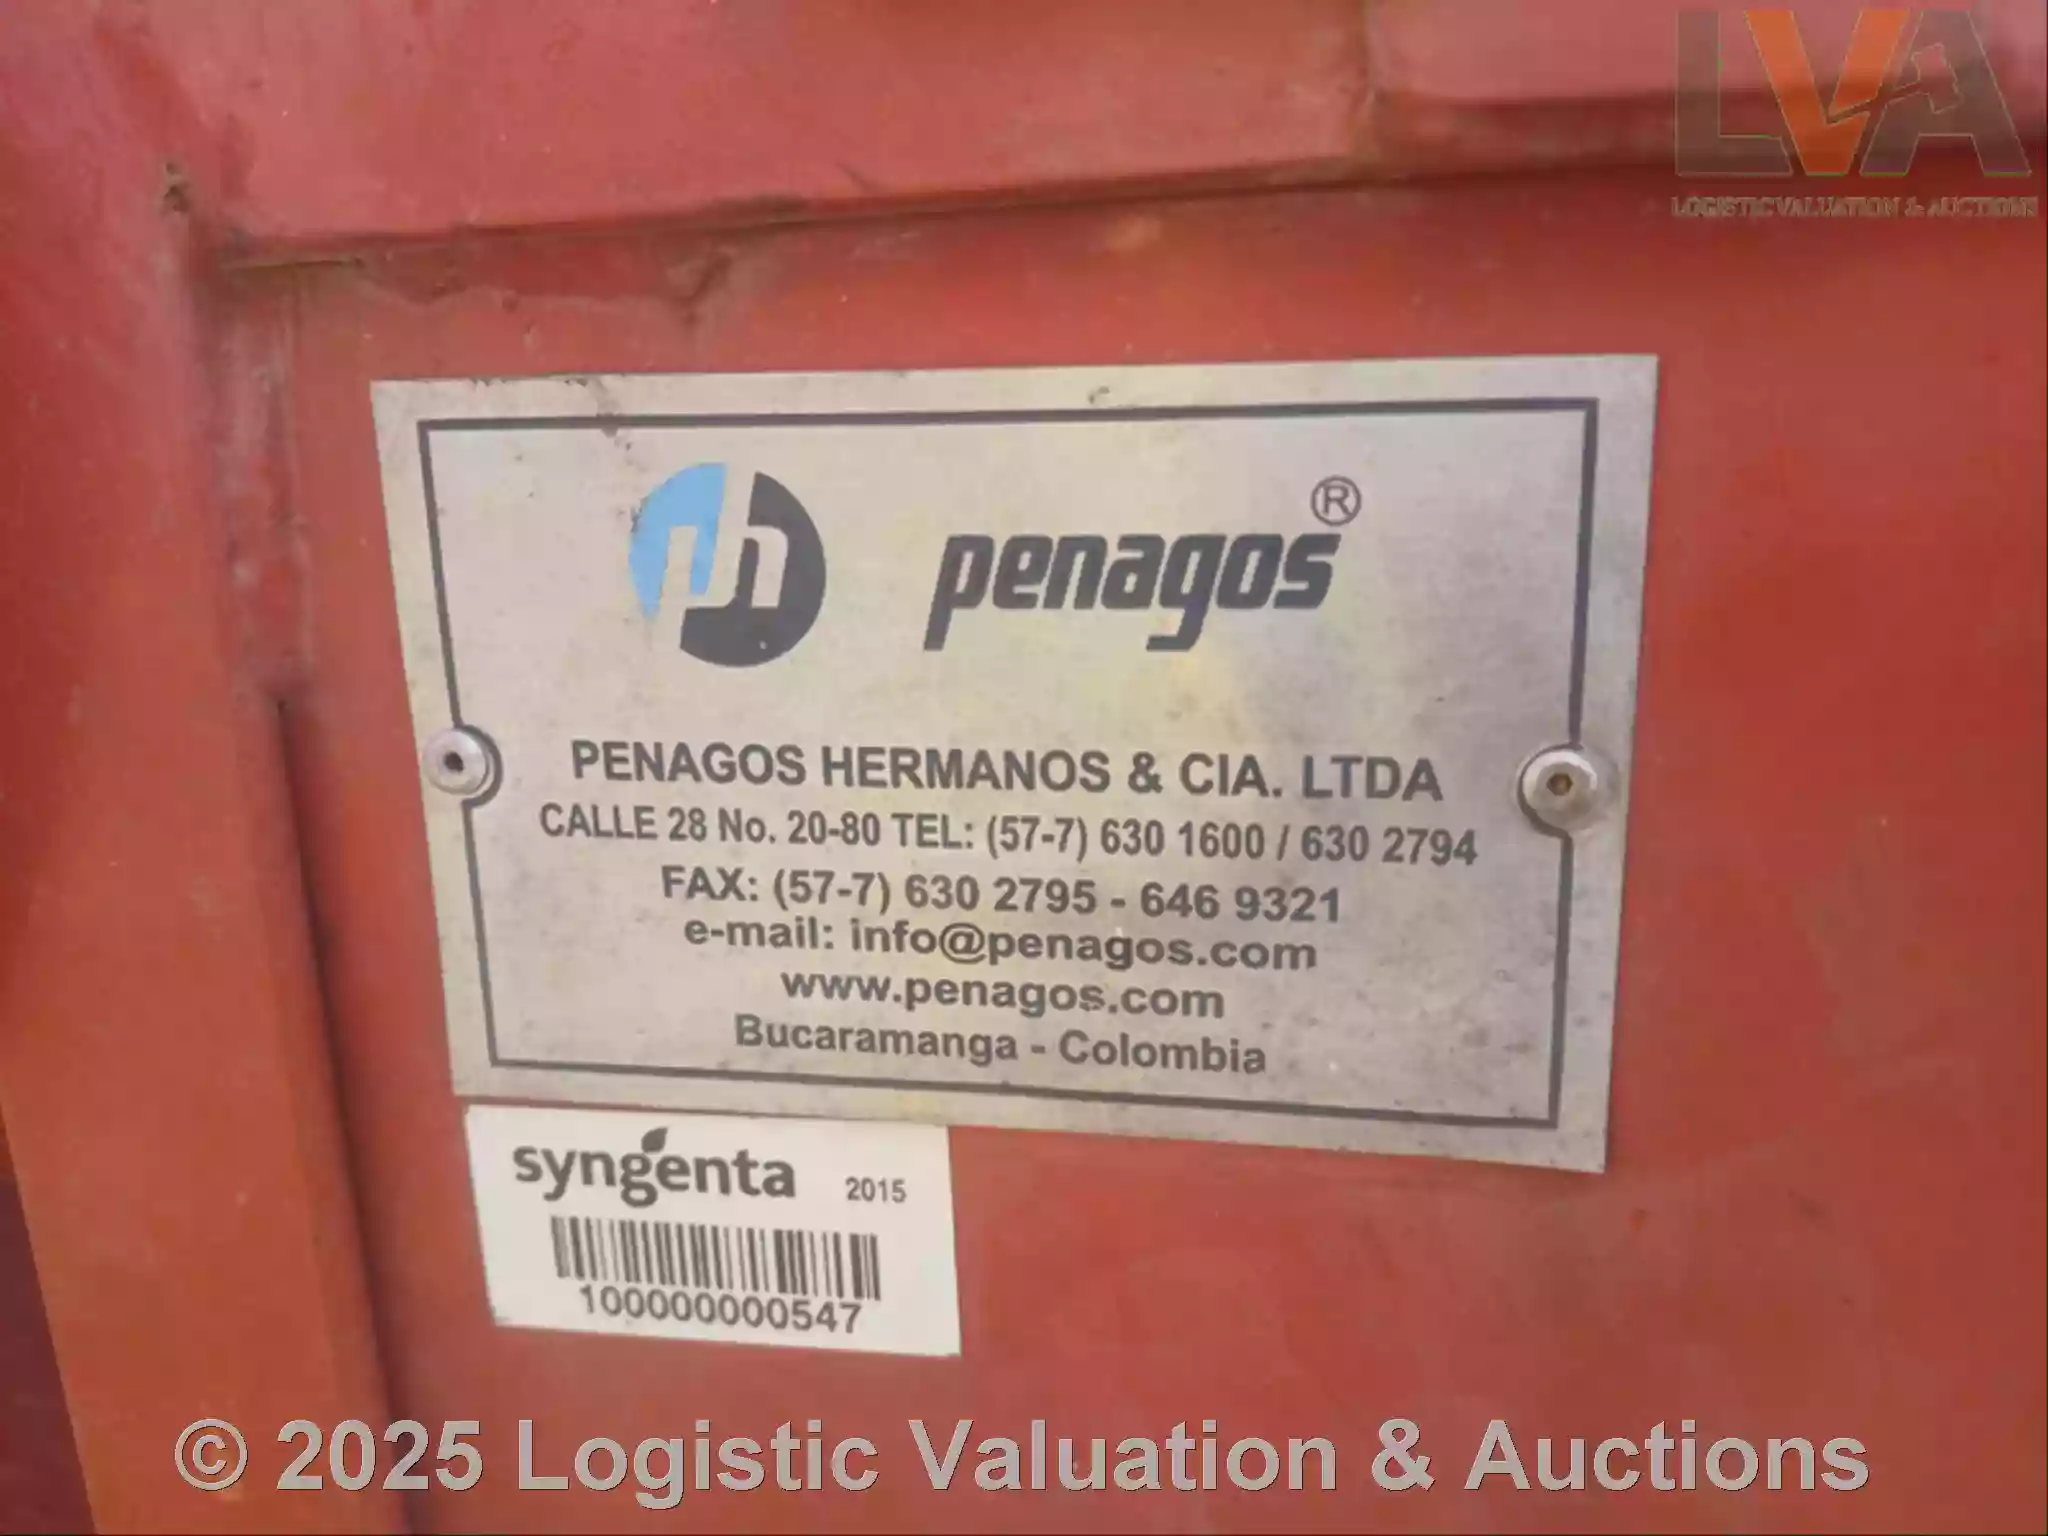 LVA
LOGISTIC VALUATION & AUCTIONS
penagos®
PENAGOS HERMANOS & CIA. LTDA
CALLE 28 No. 20-80 TEL: (57-7) 630 1600 / 630 2794
FAX: (57-7) 630 2795 - 646 9321
e-mail: info@penagos.com
www.penagos.com
Bucaramanga - Colombia
syngenta 2015
100000000547
© 2025 Logistic Valuation & Auctions